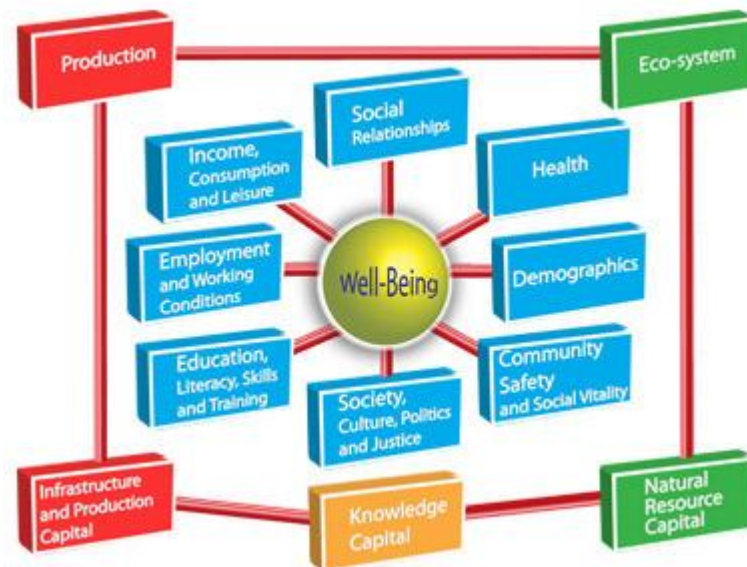 Production
Eco-system
Social
Relationships
Income,
Consumption
and Leisure
Health
Employment
and Working
Conditions
Well-Being
Demographics
Education,
Literacy, Skills
and Training
Society,
Culture, Politics
and Justice
Community
Safety
and Social Vitality
Infrastructure
and Production
Capital
Knowledge
Capital
Natural
Resource
Capital